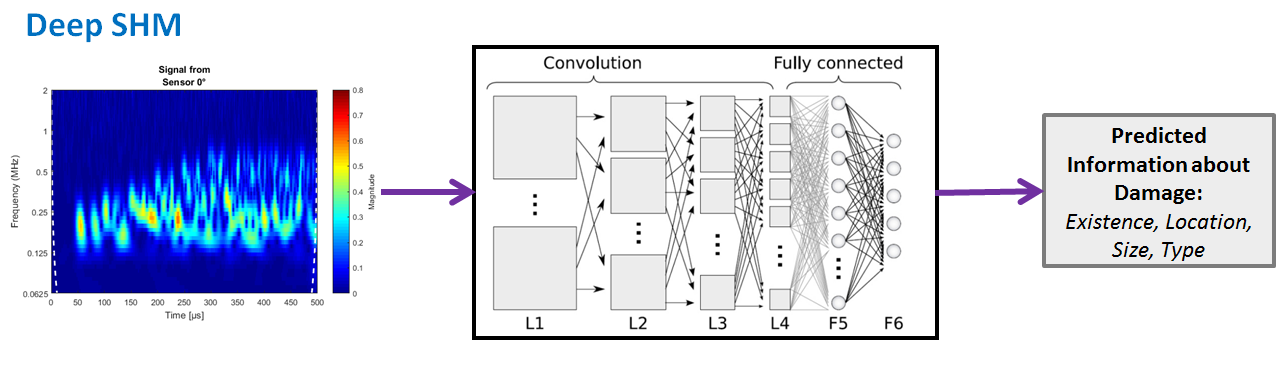 Deep SHM
Signal from
Sensor 0°
Frequency (MHz)
2
1
0.5
0.25
0.125
0.0625
0
50
100
150
200
250
300
350
400
450
500
Time [µs]
0.8
0.7
0.6
0.5
0.4
0.3
0.2
0.1
0
Magnitude
Convolution
Fully connected
L1
L2
L3
L4
F5
F6
Predicted
Information about
Damage:
Existence, Location,
Size, Type